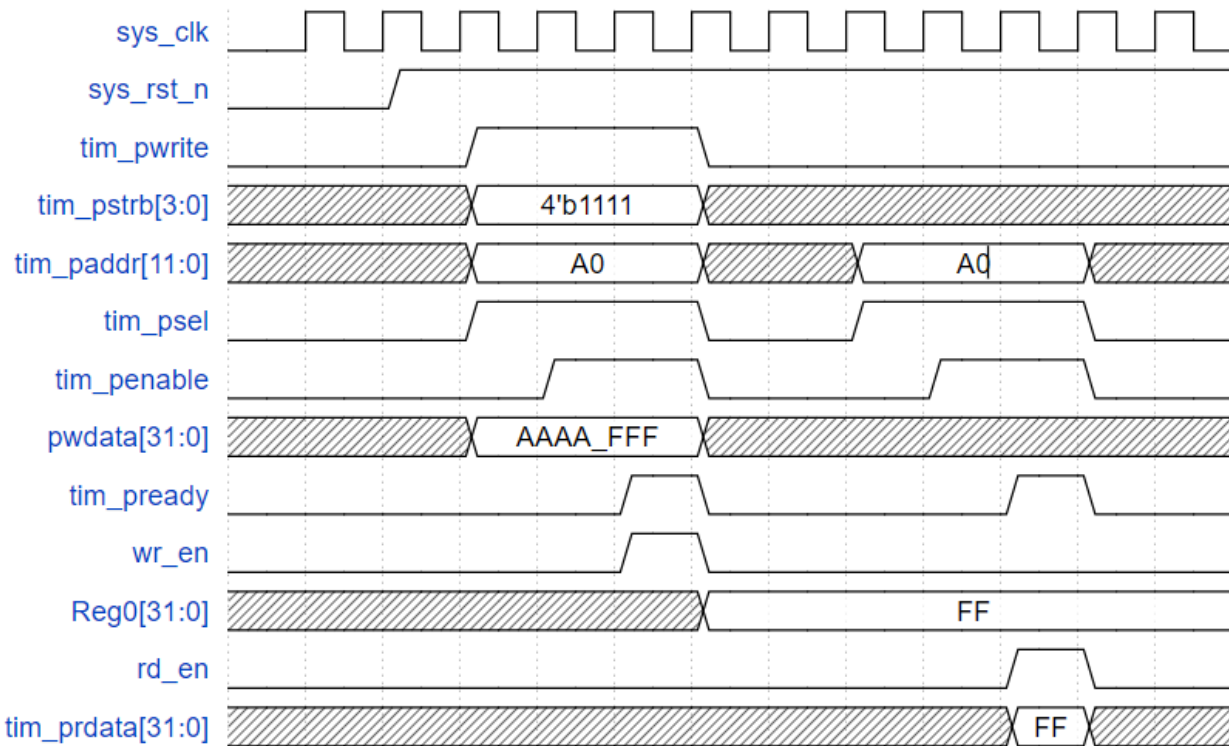 sys_clk
sys_rst_n
tim_pwrite
tim_pstrb[3:0] 4'b1111
tim_paddr[11:0] A0 A0
tim_psel
tim_penable
pwdata[31:0] AAAA_FFF
tim_pready
wr_en
Reg0[31:0] FF
rd_en
tim_prdata[31:0] FF